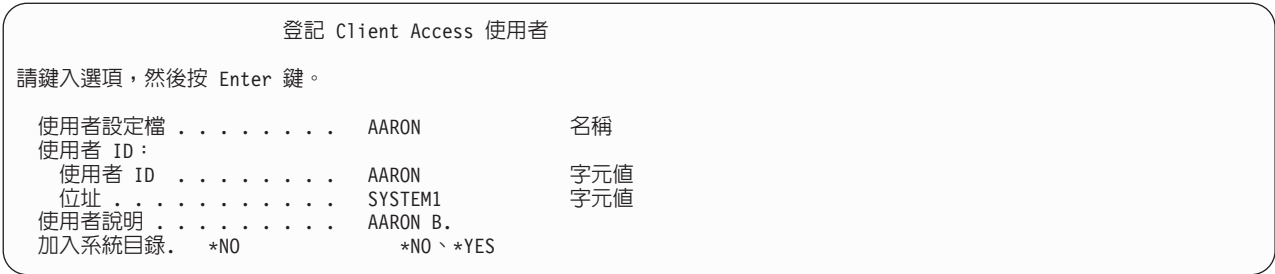 登記 Client Access 使用者
請鍵入選項，然後按 Enter 鍵。
使用者設定檔 . . . . . . . . AARON 名稱
使用者 ID：
使用者 ID . . . . . . . . AARON 字元值
位址 . . . . . . . . . . . SYSTEM1 字元值
使用者說明 . . . . . . . . . AARON B.
加入系統目錄. *NO *NO、*YES